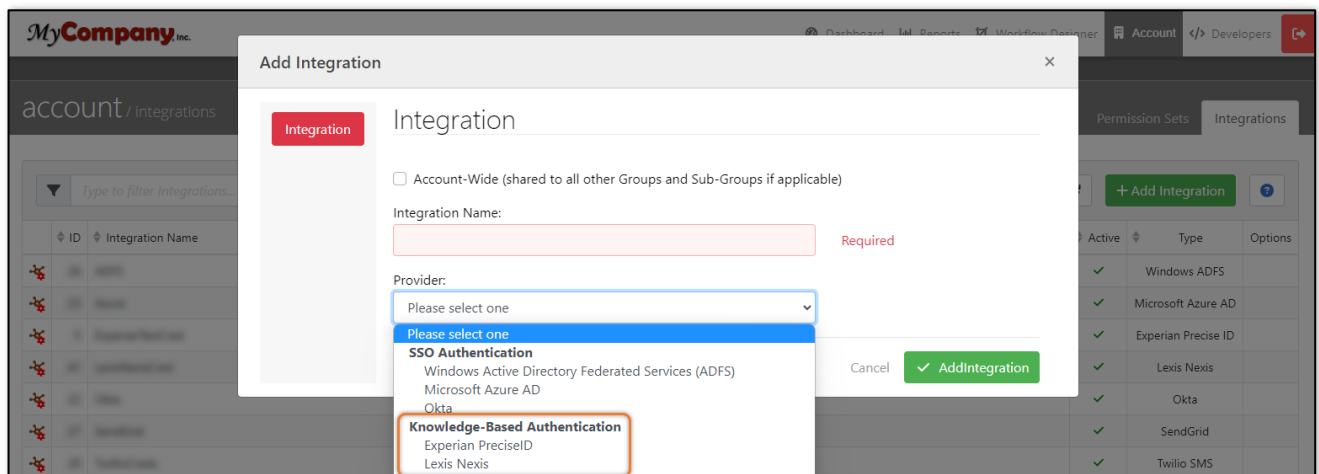 MyCompany, Inc.
Dashboard Reports Workflow Designer Account </> Developers
Add Integration ×
account / integrations
Permission Sets Integrations
Integration
Integration
Type to filter Integrations...
+ Add Integration ?
Account-Wide (shared to all other Groups and Sub-Groups if applicable)
Integration Name:
Required
ID Integration Name
Active Type Options
Provider:
Please select one
Please select one
SSO Authentication
Windows Active Directory Federated Services (ADFS)
Microsoft Azure AD
Okta
Knowledge-Based Authentication
Experian PreciseID
Lexis Nexis
Cancel AddIntegration
Windows ADFS
Microsoft Azure AD
Experian Precise ID
Lexis Nexis
Okta
SendGrid
Twilio SMS